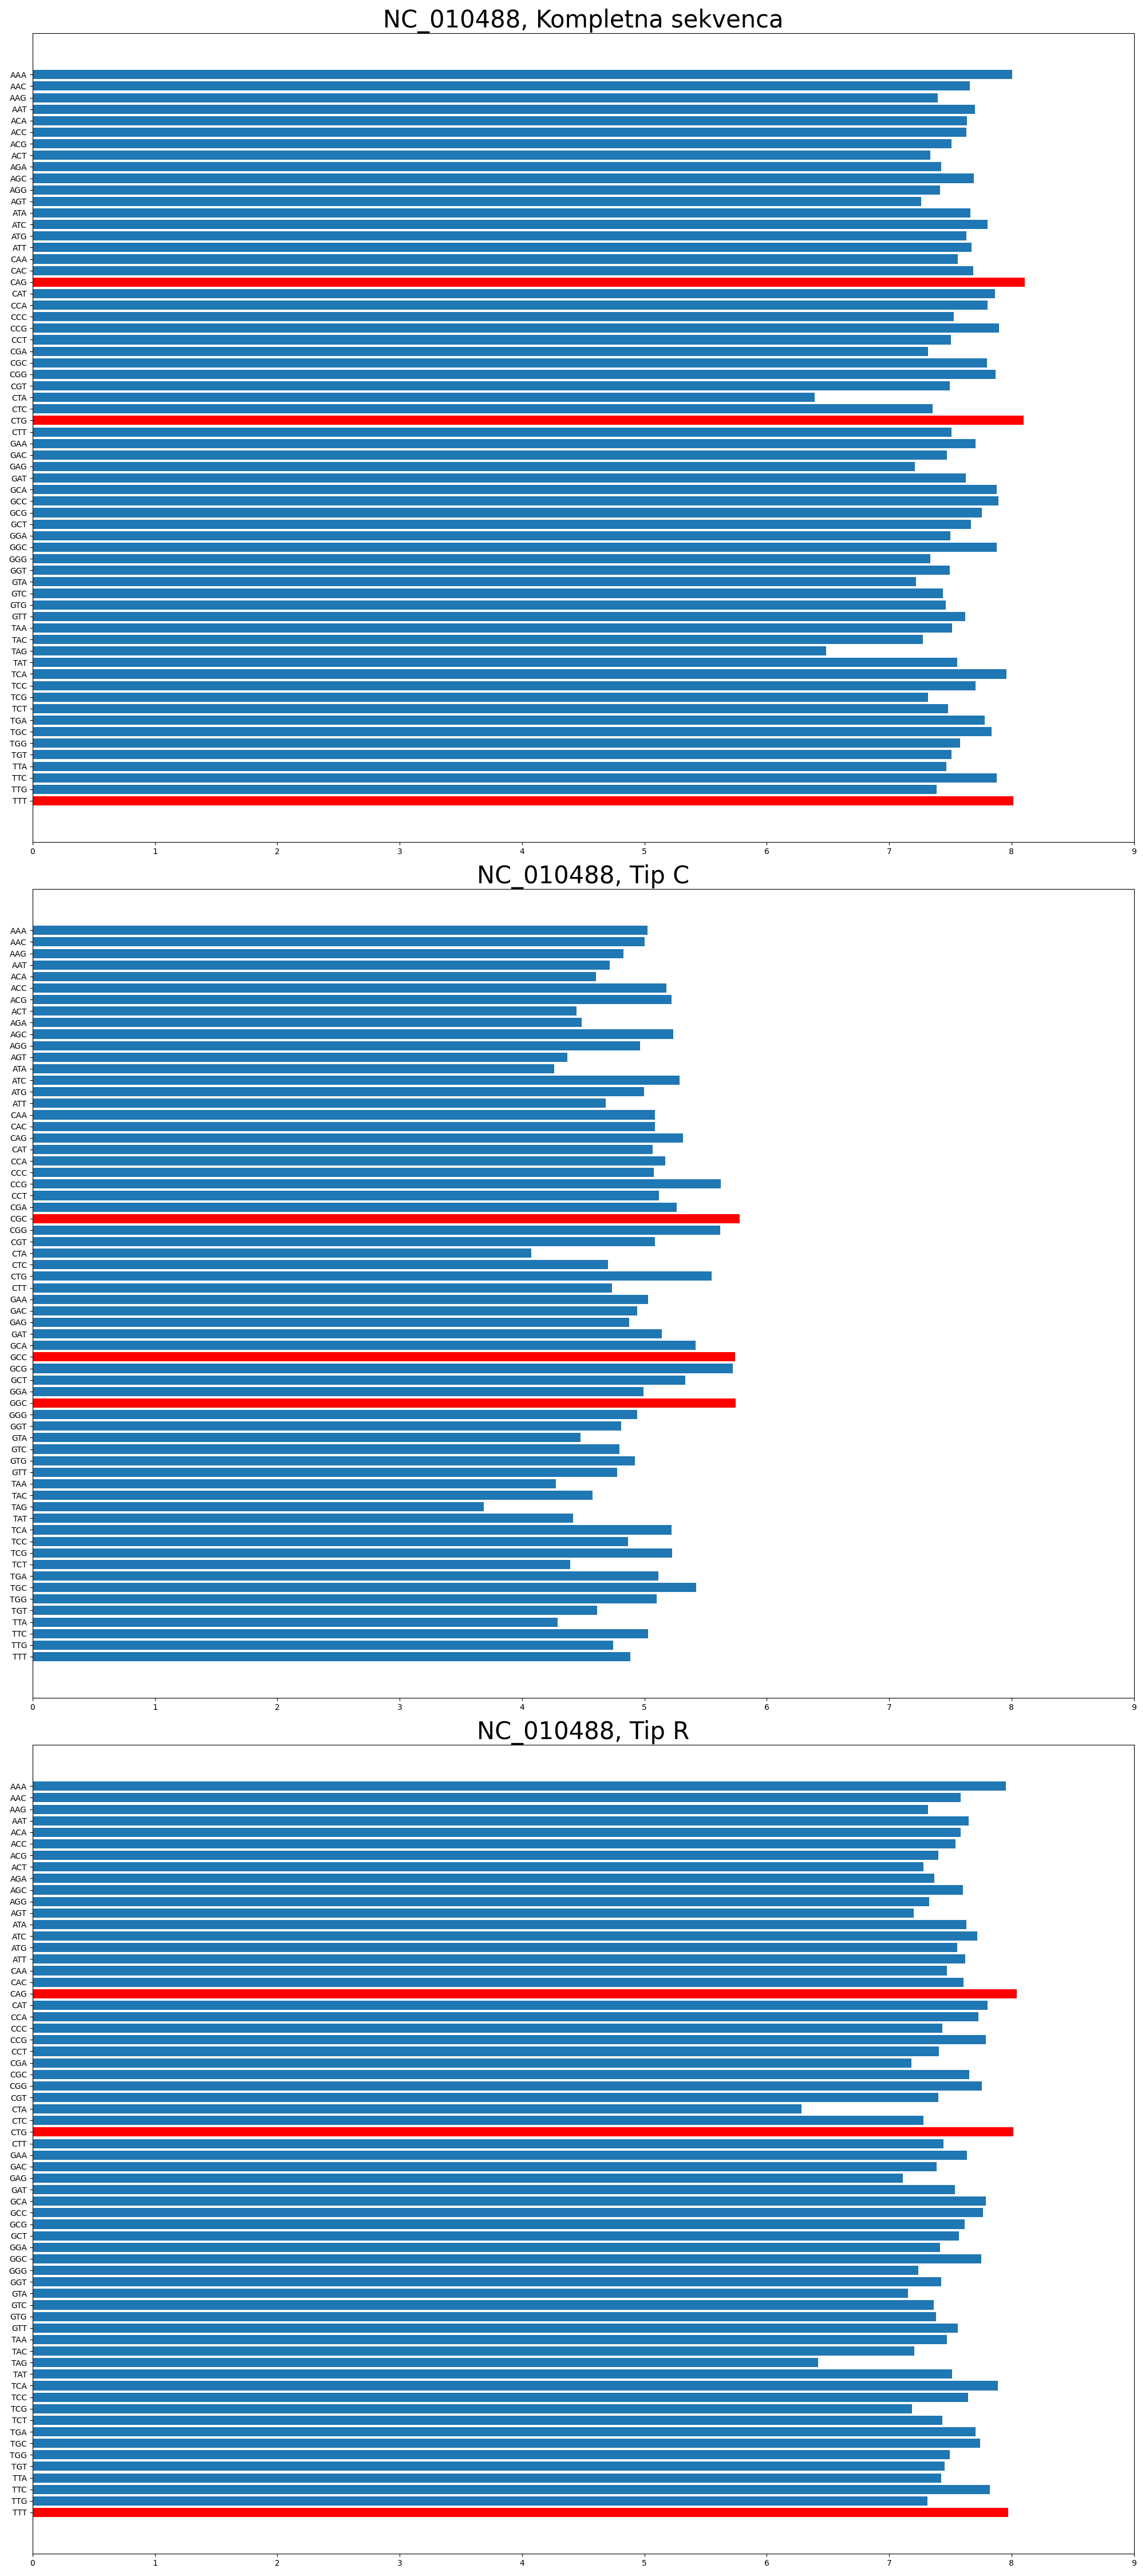 NC_010488, Kompletna sekvenca
AAA
AAC
AAG
AAT
ACA
ACC
ACG
ACT
AGA
AGC
AGG
AGT
ATA
ATC
ATG
ATT
CAA
CAC
CAG
CAT
CCA
CCC
CCG
CCT
CGA
CGC
CGG
CGT
CTA
CTC
CTG
CTT
GAA
GAC
GAG
GAT
GCA
GCC
GCG
GCT
GGA
GGC
GGG
GGT
GTA
GTC
GTG
GTT
TAA
TAC
TAG
TAT
TCA
TCC
TCG
TCT
TGA
TGC
TGG
TGT
TTA
TTC
TTG
TTT
0 1 2 3 4 5 6 7 8 9
NC_010488, Tip C
AAA
AAC
AAG
AAT
ACA
ACC
ACG
ACT
AGA
AGC
AGG
AGT
ATA
ATC
ATG
ATT
CAA
CAC
CAG
CAT
CCA
CCC
CCG
CCT
CGA
CGC
CGG
CGT
CTA
CTC
CTG
CTT
GAA
GAC
GAG
GAT
GCA
GCC
GCG
GCT
GGA
GGC
GGG
GGT
GTA
GTC
GTG
GTT
TAA
TAC
TAG
TAT
TCA
TCC
TCG
TCT
TGA
TGC
TGG
TGT
TTA
TTC
TTG
TTT
0 1 2 3 4 5 6 7 8 9
NC_010488, Tip R
AAA
AAC
AAG
AAT
ACA
ACC
ACG
ACT
AGA
AGC
AGG
AGT
ATA
ATC
ATG
ATT
CAA
CAC
CAG
CAT
CCA
CCC
CCG
CCT
CGA
CGC
CGG
CGT
CTA
CTC
CTG
CTT
GAA
GAC
GAG
GAT
GCA
GCC
GCG
GCT
GGA
GGC
GGG
GGT
GTA
GTC
GTG
GTT
TAA
TAC
TAG
TAT
TCA
TCC
TCG
TCT
TGA
TGC
TGG
TGT
TTA
TTC
TTG
TTT
0 1 2 3 4 5 6 7 8 9